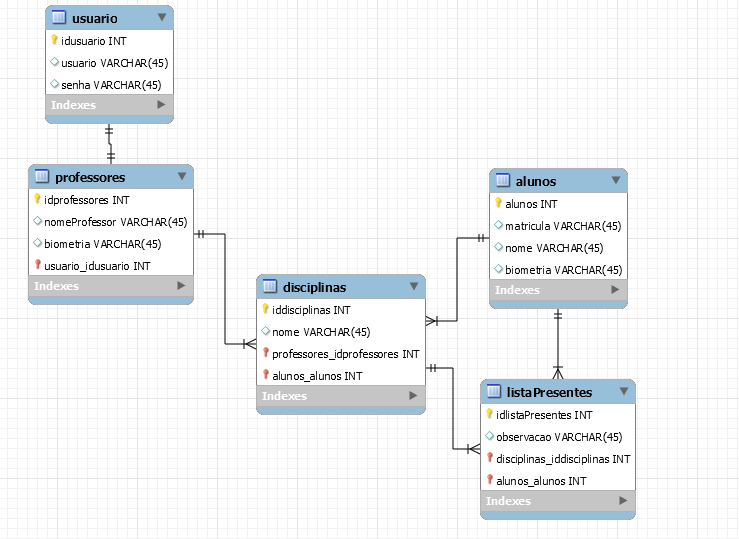 usuario
idusuario INT
usuario VARCHAR(45)
senha VARCHAR(45)
Indexes
professores
idprofessores INT
nomeProfessor VARCHAR(45)
biometria VARCHAR(45)
usuario_idusuario INT
Indexes
disciplinas
iddisciplinas INT
nome VARCHAR(45)
professores_idprofessores INT
alunos_alunos INT
Indexes
alunos
alunos INT
matricula VARCHAR(45)
nome VARCHAR(45)
biometria VARCHAR(45)
Indexes
listaPresentes
idlistaPresentes INT
observacao VARCHAR(45)
disciplinas_iddisciplinas INT
alunos_alunos INT
Indexes